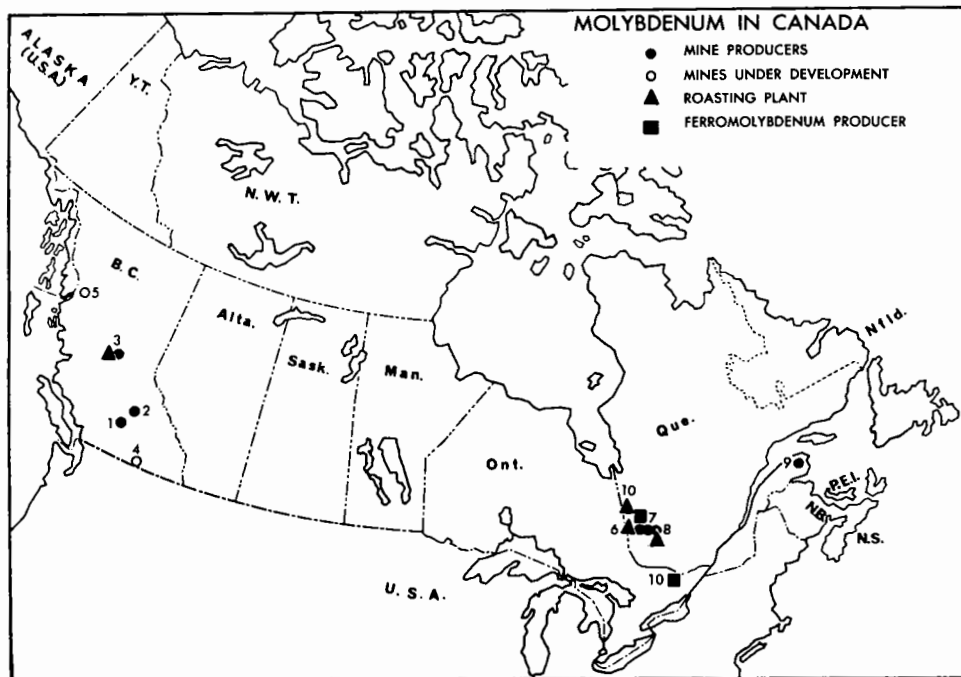 MOLYBDENUM IN CANADA
MINE PRODUCERS
MINES UNDER DEVELOPMENT
ROASTING PLANT
FERROMOLYBDENUM PRODUCER
ALASKA
(U.S.A)
Y.T.
N.W.T.
B.C.
5
Alta.
Sask.
Man.
Nfld.
3
Que.
2
1
4
Ont.
9
P.E.I.
10
N.B.
7
6
8
N.S.
10
U.S.A.